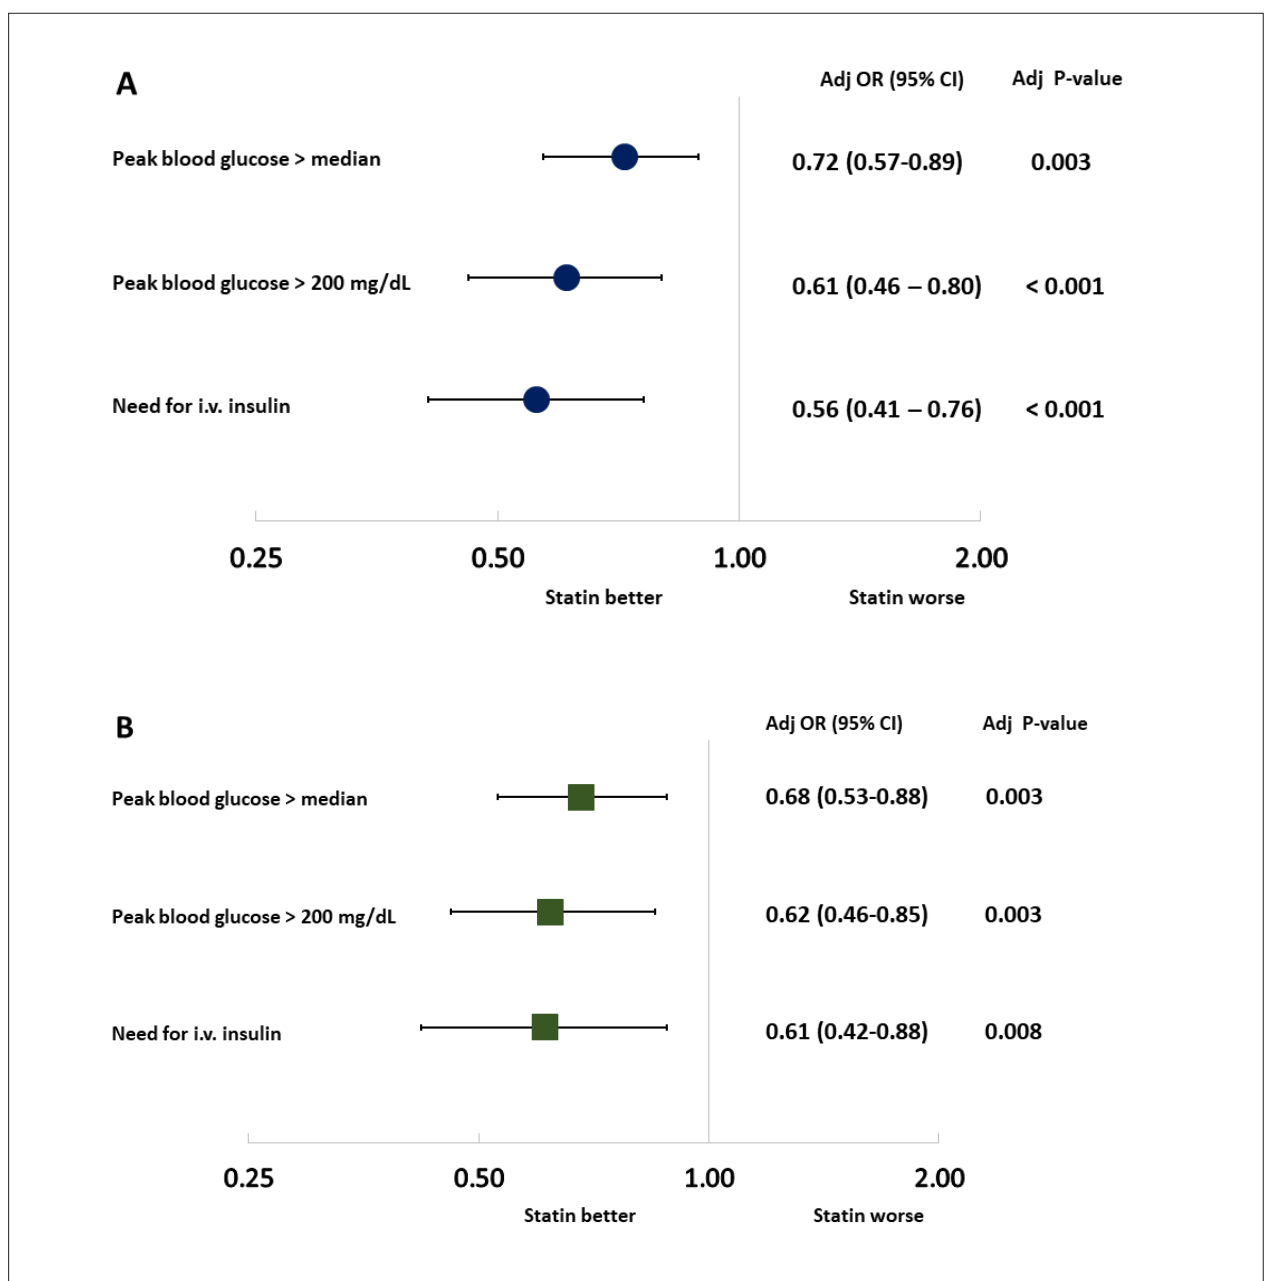 A
Adj OR (95% CI) Adj P-value
Peak blood glucose > median 0.72 (0.57-0.89) 0.003
Peak blood glucose > 200 mg/dL 0.61 (0.46 – 0.80) < 0.001
Need for i.v. insulin 0.56 (0.41 – 0.76) < 0.001
0.25 0.50 1.00 2.00
Statin better Statin worse
B
Adj OR (95% CI) Adj P-value
Peak blood glucose > median 0.68 (0.53-0.88) 0.003
Peak blood glucose > 200 mg/dL 0.62 (0.46-0.85) 0.003
Need for i.v. insulin 0.61 (0.42-0.88) 0.008
0.25 0.50 1.00 2.00
Statin better Statin worse